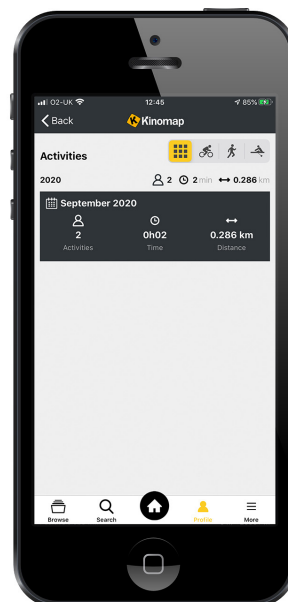 O2-UK 12:45 85%
Back Kinomap
Activities
2020 2 2 min 0.286 km
September 2020
2 0h02 0.286 km
Activities Time Distance
Browse Search Profile More